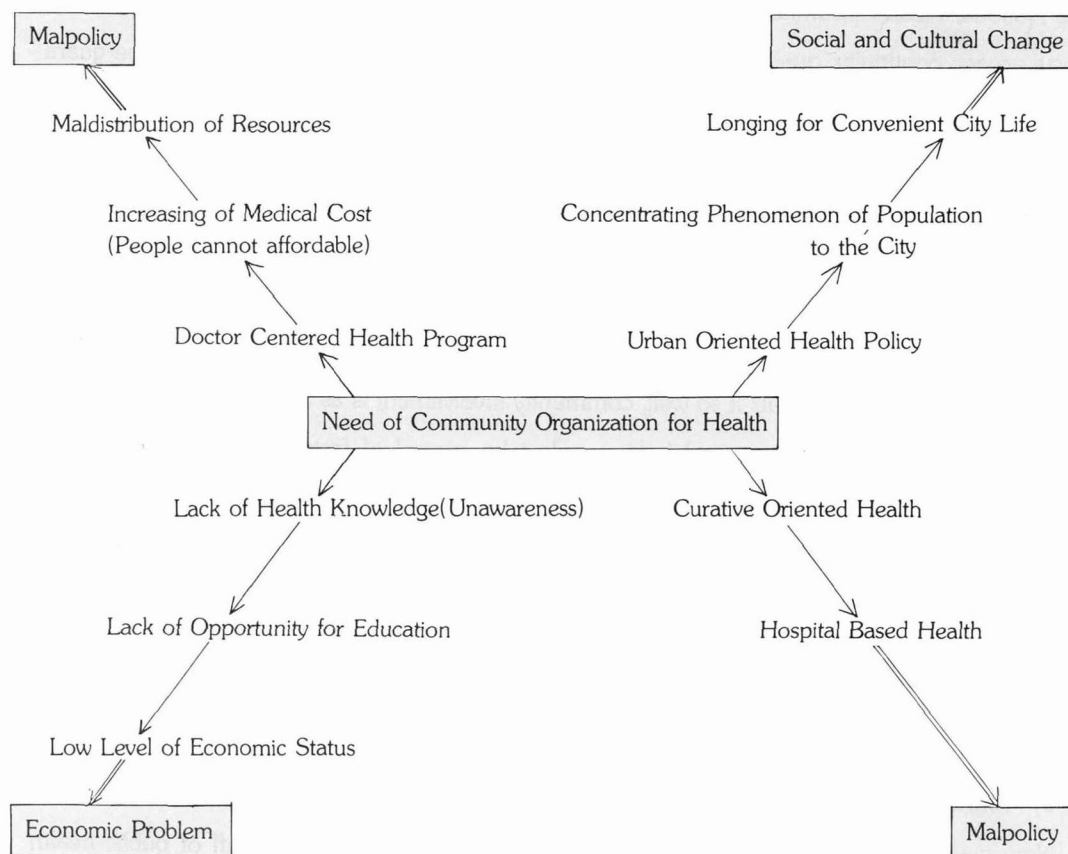 Malpolicy
Social and Cultural Change
Maldistribution of Resources
Longing for Convenient City Life
Increasing of Medical Cost
(People cannot affordable)
Concentrating Phenomenon of Population
to the City
Doctor Centered Health Program
Urban Oriented Health Policy
Need of Community Organization for Health
Lack of Health Knowledge(Unawareness)
Curative Oriented Health
Lack of Opportunity for Education
Hospital Based Health
Low Level of Economic Status
Economic Problem
Malpolicy